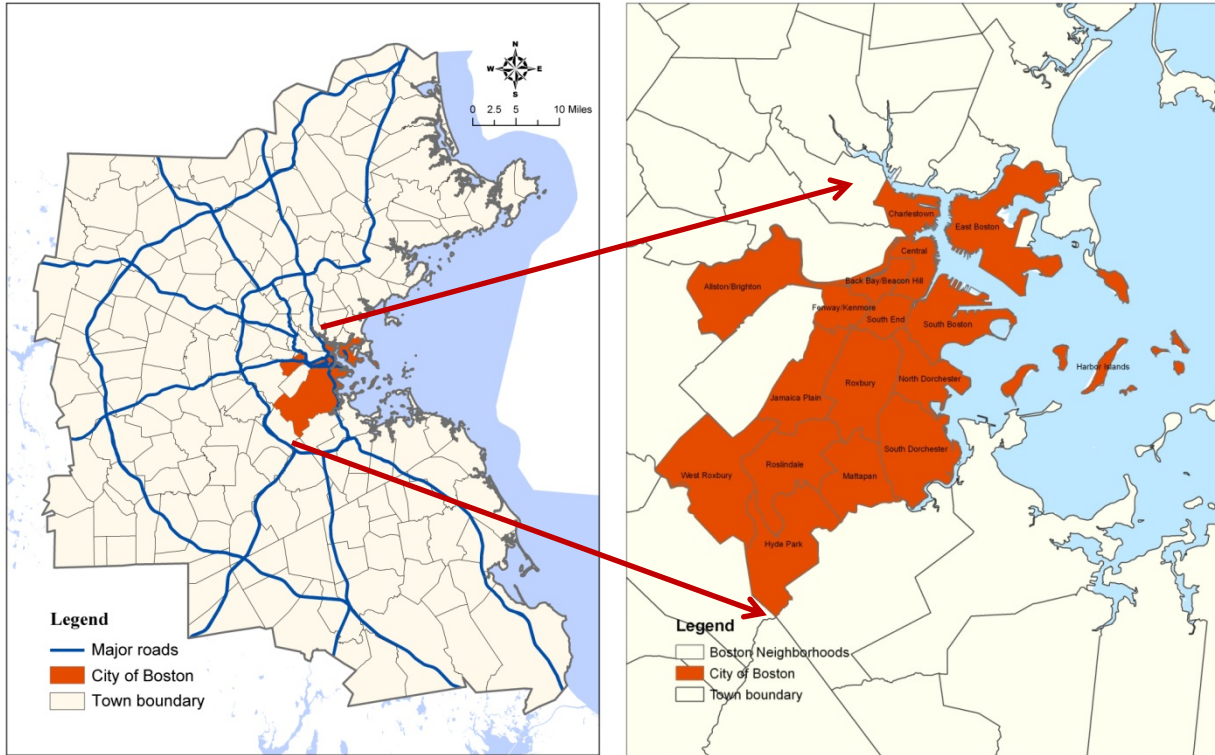 N
W E
S
0 2.5 5 10 Miles
Legend
Major roads
City of Boston
Town boundary
Charlestown
East Boston
Central
Back Bay/Beacon Hill
Allston/Brighton
Fenway/Kenmore
South End
South Boston
Harbor Islands
Roxbury
North Dorchester
Jamaica Plain
South Dorchester
Roslindale
West Roxbury
Mattapan
Hyde Park
Legend
Boston Neighborhoods
City of Boston
Town boundary